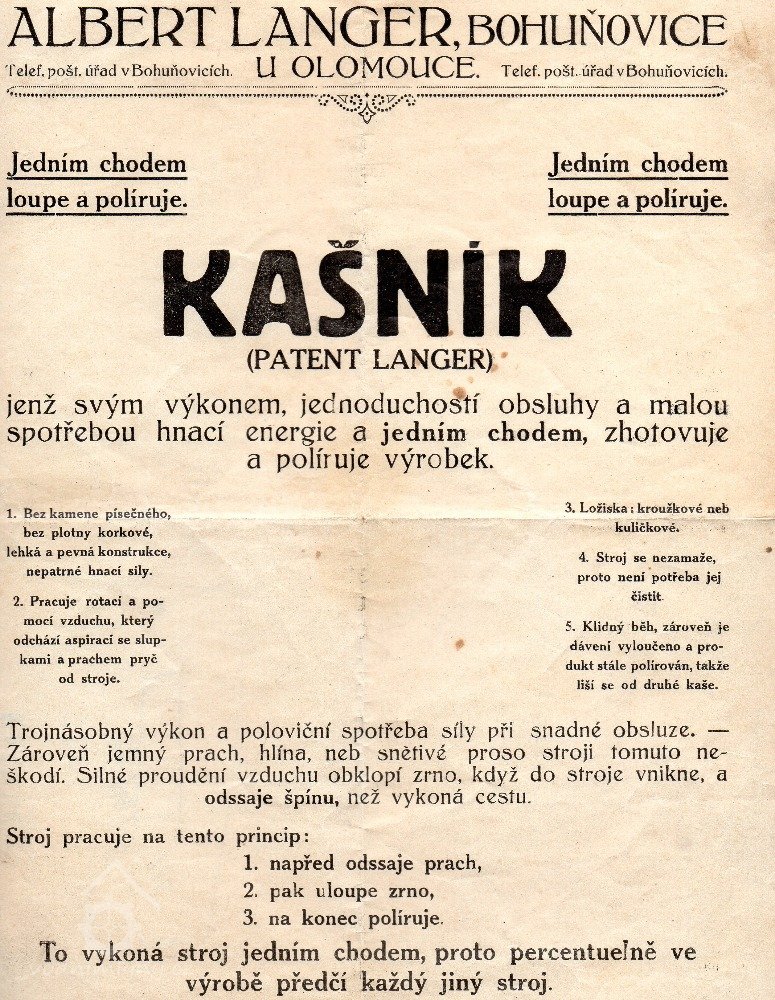 ALBERT LANGER, BOHUŇOVICE
Telef. pošt. úřad v Bohuňovicích. U OLOMOUCE. Telef. pošt. úřad v Bohuňovicích.
Jedním chodem
loupe a políruje.
Jedním chodem
loupe a políruje.
KAŠNÍK
(PATENT LANGER)
jenž svým výkonem, jednoduchostí obsluhy a malou
spotřebou hnací energie a jedním chodem, zhotovuje
a políruje výrobek.
1. Bez kamene písečného,
bez plotny korkové,
lehká a pevná konstrukce,
nepatrné hnací síly.
2. Pracuje rotací a po-
mocí vzduchu, který
odchází aspirací se slup-
kami a prachem pryč
od stroje.
3. Ložiska: kroužkové neb
kuličkové.
4. Stroj se nezamaže,
proto není potřeba jej
čistit.
5. Klidný běh, zároveň je
dávení vyloučeno a pro-
dukt stále polírován, takže
liší se od druhé kaše.
Trojnásobný výkon a poloviční spotřeba síly při snadné obsluze. —
Zároveň jemný prach, hlína, neb snětivé proso stroji tomuto ne-
škodí. Silné proudění vzduchu obklopí zrno, když do stroje vnikne, a
odssaje špínu, než vykoná cestu.
Stroj pracuje na tento princip:
1. napřed odssaje prach,
2. pak uloupe zrno,
3. na konec políruje.
To vykoná stroj jedním chodem, proto percentuelně ve
výrobě předčí každý jiný stroj.